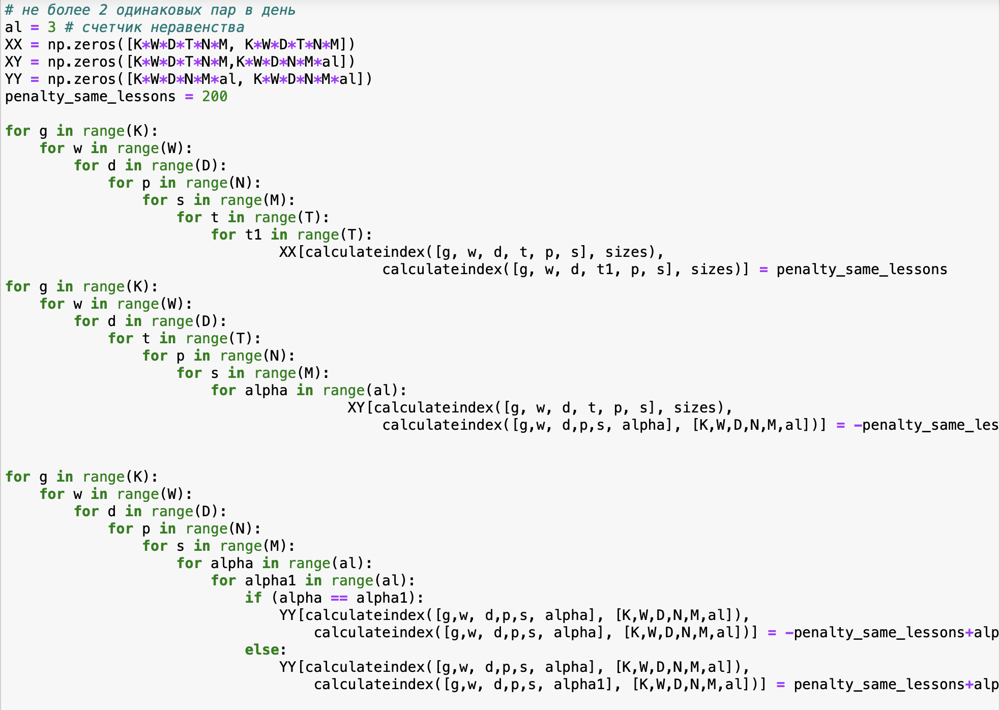 # не более 2 одинаковых пар в день
al = 3 # счетчик неравенства
XX = np.zeros([K*W*D*T*N*M, K*W*D*T*N*M])
XY = np.zeros([K*W*D*T*N*M,K*W*D*N*M*al])
YY = np.zeros([K*W*D*N*M*al, K*W*D*N*M*al])
penalty_same_lessons = 200

for g in range(K):
    for w in range(W):
        for d in range(D):
            for p in range(N):
                for s in range(M):
                    for t in range(T):
                        for t1 in range(T):
                                XX[calculateindex([g, w, d, t, p, s], sizes),
                                            calculateindex([g, w, d, t1, p, s], sizes)] = penalty_same_lessons
for g in range(K):
    for w in range(W):
        for d in range(D):
            for t in range(T):
                for p in range(N):
                    for s in range(M):
                        for alpha in range(al):
                                        XY[calculateindex([g, w, d, t, p, s], sizes),
                                            calculateindex([g,w, d,p,s, alpha], [K,W,D,N,M,al])] = -penalty_same_les

for g in range(K):
    for w in range(W):
        for d in range(D):
            for p in range(N):
                for s in range(M):
                    for alpha in range(al):
                        for alpha1 in range(al):
                            if (alpha == alpha1):
                                YY[calculateindex([g,w, d,p,s, alpha], [K,W,D,N,M,al]),
                                    calculateindex([g,w, d,p,s, alpha], [K,W,D,N,M,al])] = -penalty_same_lessons+alp
                            else:
                                YY[calculateindex([g,w, d,p,s, alpha], [K,W,D,N,M,al]),
                                    calculateindex([g,w, d,p,s, alpha1], [K,W,D,N,M,al])] = penalty_same_lessons+alp